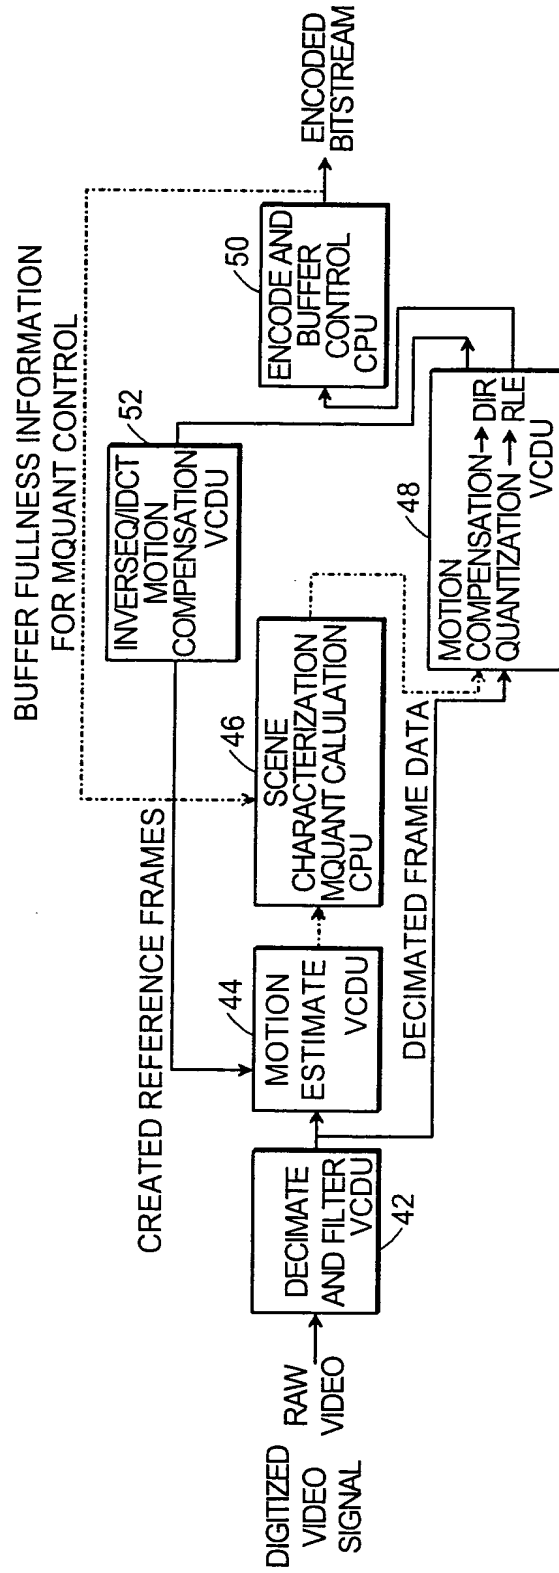 BUFFER FULLNESS INFORMATION
FOR MQUANT CONTROL
CREATED REFERENCE FRAMES
52
INVERSEQ/IDCT
MOTION
COMPENSATION
VCDU
50
ENCODE AND
BUFFER
CONTROL
CPU
ENCODED
BITSTREAM
DIGITIZED
VIDEO
SIGNAL
RAW
VIDEO
DECIMATE
AND FILTER
VCDU
42
44
MOTION
ESTIMATE
VCDU
46
SCENE
CHARACTERIZATION
MQUANT CALULATION
CPU
DECIMATED FRAME DATA
48
MOTION
COMPENSATION → DIR
QUANTIZATION → RLE
VCDU